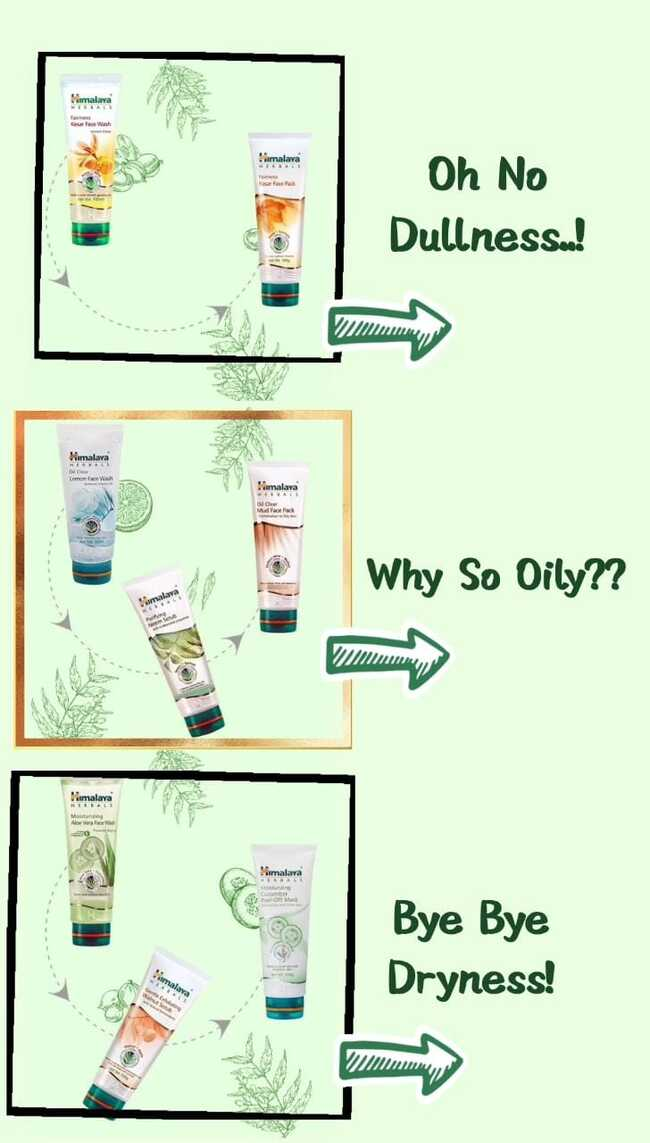 Himalaya
HERBALS
Fairness
Kesar Face Wash
Himalaya
HERBALS
Fairness
Kesar Face Pack
Oh No
Dullness..!
Himalaya
HERBALS
Oil Clear
Lemon Face Wash
Himalaya
HERBALS
Oil Clear
Mud Face Pack
Himalaya
HERBALS
Purifying
Neem Scrub
Why So Oily??
Himalaya
HERBALS
Moisturizing
Aloe Vera Face Wash
Himalaya
HERBALS
Moisturizing
Cucumber
Peel-Off Mask
Himalaya
HERBALS
Gentle Exfoliating
Walnut Scrub
Bye Bye
Dryness!